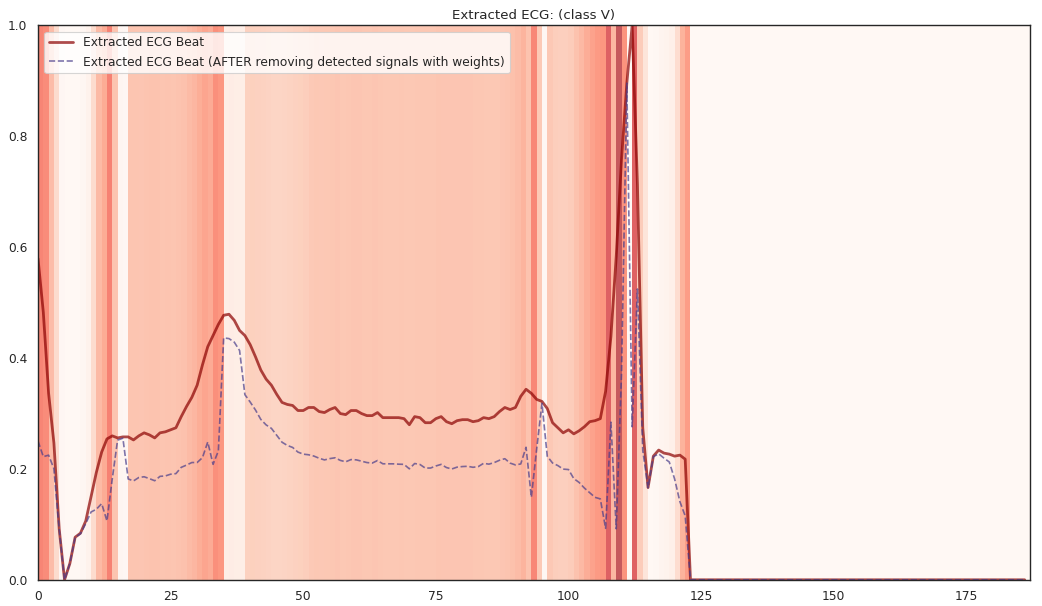 Extracted ECG: (class V)
Extracted ECG Beat
Extracted ECG Beat (AFTER removing detected signals with weights)
1.0
0.8
0.6
0.4
0.2
0.0
0 25 50 75 100 125 150 175